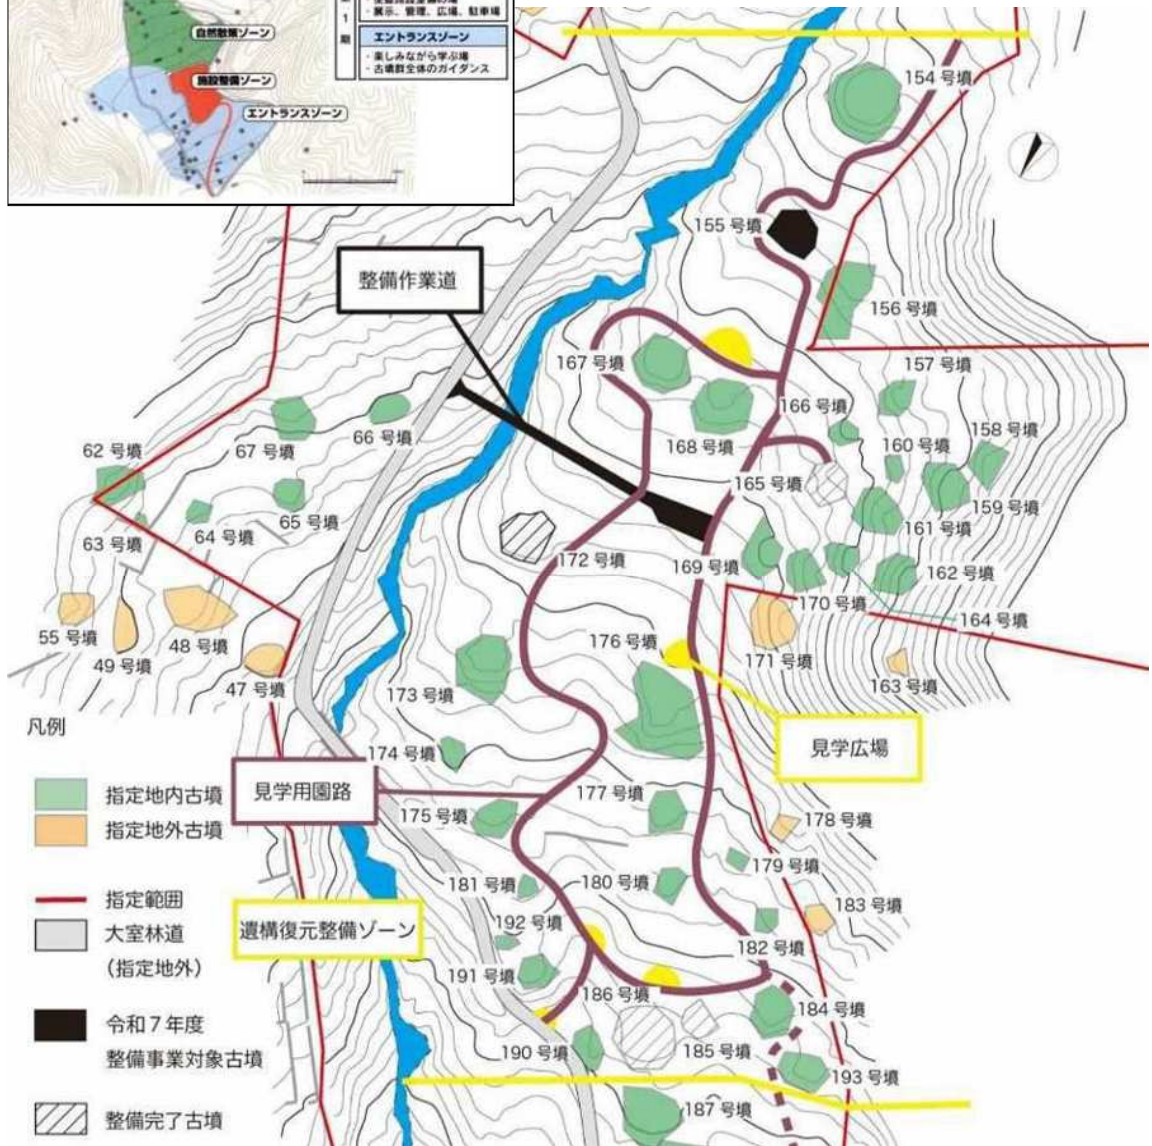 ・展示、管理、広場、駐車場
1
期
エントランスゾーン
・楽しみながら学ぶ場
・古墳群全体のガイダンス
自然散策ゾーン
施設整備ゾーン
エントランスゾーン
154 号墳
155 号墳
整備作業道
156 号墳
167 号墳
157 号墳
166 号墳
66 号墳
67 号墳
168 号墳
160 号墳
158 号墳
62 号墳
165 号墳
159 号墳
65 号墳
64 号墳
63 号墳
161 号墳
172 号墳
169 号墳
162 号墳
170 号墳
164 号墳
55 号墳
49 号墳
48 号墳
47 号墳
176 号墳
171 号墳
163 号墳
173 号墳
凡例
見学広場
174 号墳
見学用園路
177 号墳
指定地内古墳
175 号墳
178 号墳
指定地外古墳
179 号墳
181 号墳
180 号墳
指定範囲
183 号墳
192 号墳
遺構復元整備ゾーン
大室林道
(指定地外)
182 号墳
191 号墳
186 号墳
184 号墳
令和7年度
整備事業対象古墳
190 号墳
185 号墳
193 号墳
187 号墳
整備完了古墳